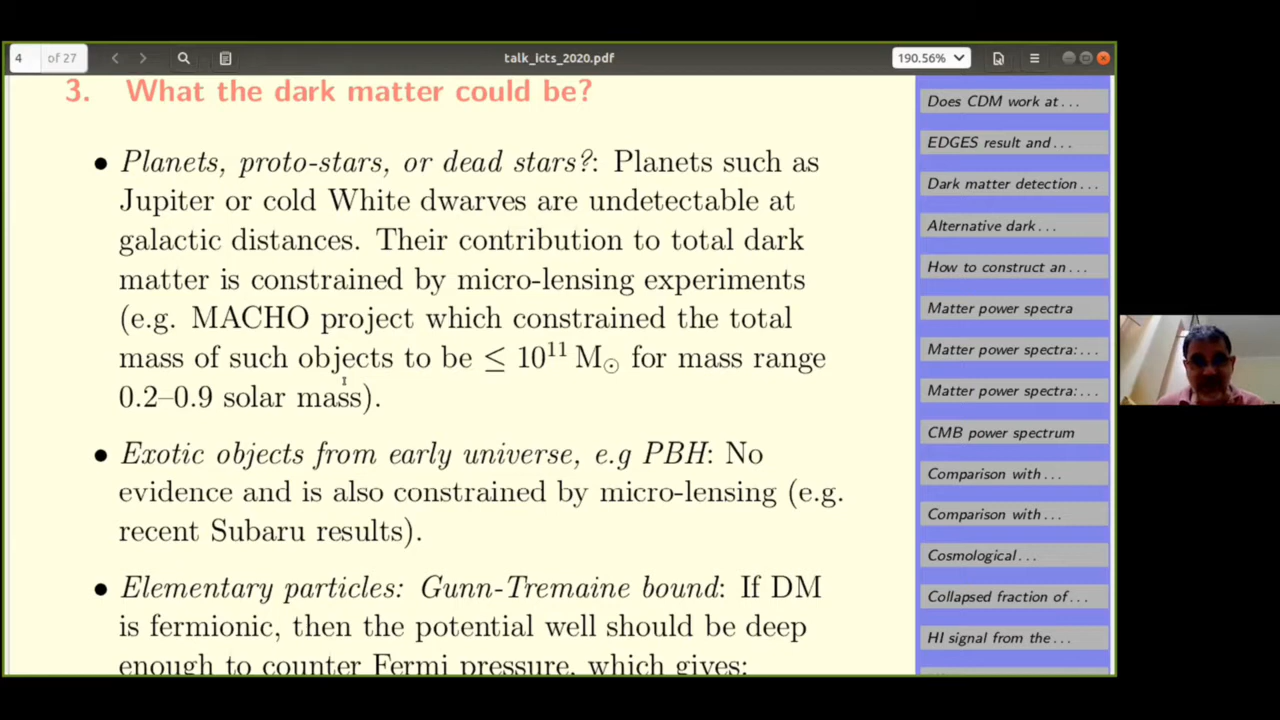 4 of 27
talk_icts_2020.pdf
190.56%
3. What the dark matter could be?
• Planets, proto-stars, or dead stars?: Planets such as
Jupiter or cold White dwarves are undetectable at
galactic distances. Their contribution to total dark
matter is constrained by micro-lensing experiments
(e.g. MACHO project which constrained the total
mass of such objects to be ≤ 10¹¹ M☉ for mass range
0.2–0.9 solar mass).
• Exotic objects from early universe, e.g PBH: No
evidence and is also constrained by micro-lensing (e.g.
recent Subaru results).
• Elementary particles: Gunn-Tremaine bound: If DM
is fermionic, then the potential well should be deep
enough to counter Fermi pressure, which gives:
Does CDM work at . . .
EDGES result and . . .
Dark matter detection . . .
Alternative dark . . .
How to construct an . . .
Matter power spectra
Matter power spectra: . . .
Matter power spectra: . . .
CMB power spectrum
Comparison with . . .
Comparison with . . .
Cosmological . . .
Collapsed fraction of . . .
HI signal from the . . .